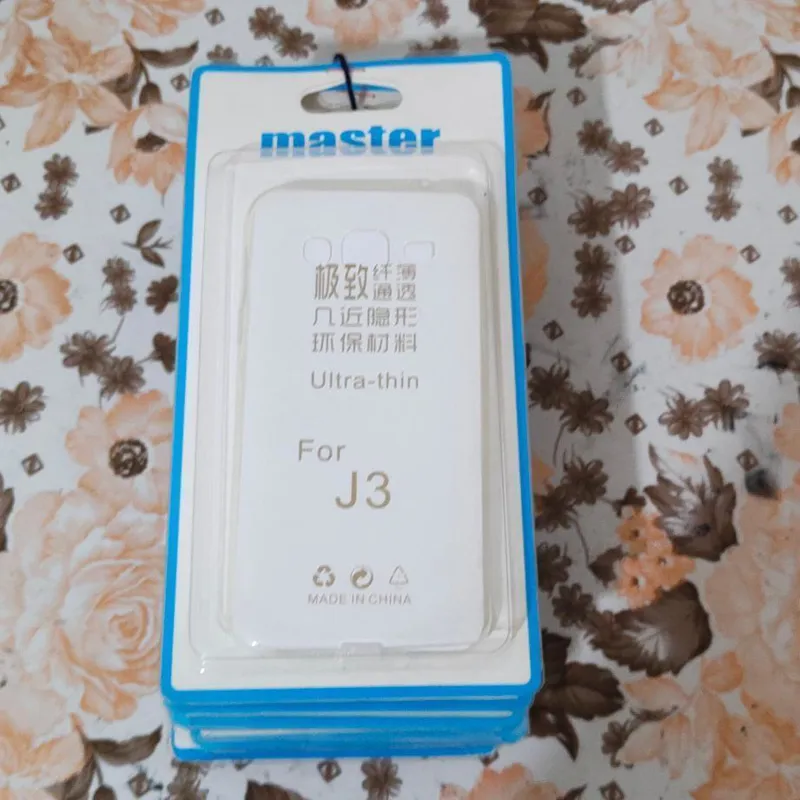 master
极致纤薄
通透
几近隐形
环保材料
Ultra-thin
For
J3
MADE IN CHINA